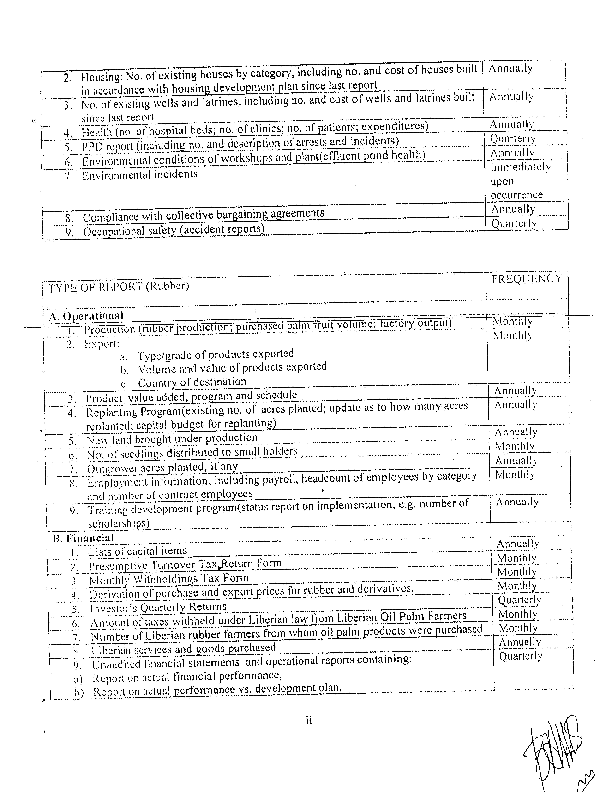 2. Housing: No. of existing houses by category, including no. and cost of houses built Annually
in accordance with housing development plan since last report
3. No. of existing wells and latrines, including no. and cost of wells and latrines built Annually
since last report
4. Health (no. of hospital beds; no. of clinics; no. of patients; expenditures) Annually
5. PPD report (including no. and description of arrests and incidents) Quarterly
6. Environmental conditions of workshops and plant(effluent pond health) Annually
7. Environmental incidents immediately
upon
occurrence
8. Compliance with collective bargaining agreements Annually
9. Occupational safety (accident reports) Quarterly
TYPE OF REPORT (Rubber) FREQUENCY
A. Operational
1. Production (rubber production; purchased palm fruit volume; factory output) Monthly
2. Export: Monthly
a. Type/grade of products exported
b. Volume and value of products exported
c. Country of destination
3. Product value added, program and schedule Annually
4. Replanting Program(existing no. of acres planted; update as to how many acres Annually
replanted; capital budget for replanting)
5. New land brought under production Annually
6. No. of seedlings distributed to small holders Monthly
7. Outgrower acres planted, if any Annually
8. Employment information, including payroll, headcount of employees by category Monthly
and number of contract employees
9. Training development program(status report on implementation, e.g. number of Annually
scholarships)
B. Financial
1. Lists of capital items Annually
2. Presumptive Turnover Tax Return Form Monthly
3. Monthly Withholdings Tax Form Monthly
4. Derivation of purchase and export prices for rubber and derivatives. Monthly
5. Investor's Quarterly Returns Quarterly
6. Amount of taxes withheld under Liberian law from Liberian Oil Palm Farmers Monthly
7. Number of Liberian rubber farmers from whom oil palm products were purchased Monthly
Liberian services and goods purchased Annually
9. Unaudited financial statements and operational reports containing: Quarterly
a) Report on actual financial performance,
b) Report on actual performance vs. development plan.
ii